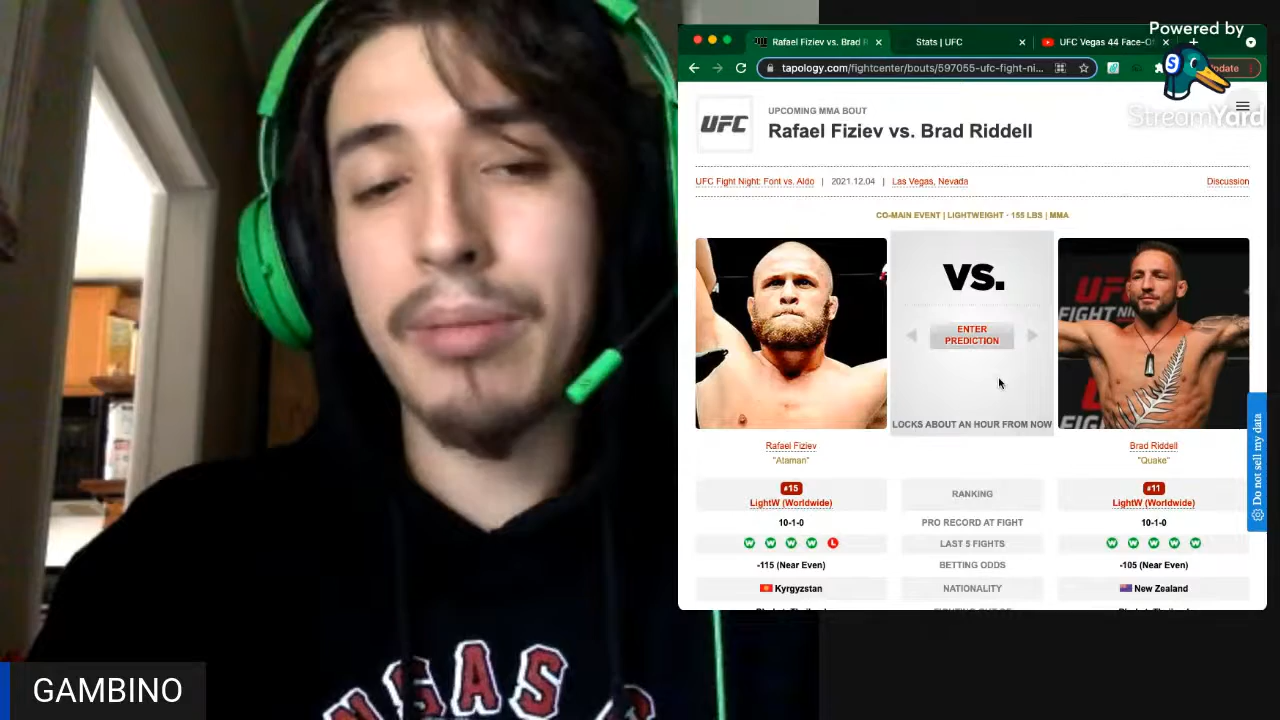 Powered by
StreamYard
Rafael Fiziev vs. Brad R
Stats | UFC
UFC Vegas 44 Face-O
tapology.com/fightcenter/bouts/597055-ufc-fight-ni...
Update
UFC
UPCOMING MMA BOUT
Rafael Fiziev vs. Brad Riddell
UFC Fight Night: Font vs. Aldo | 2021.12.04 | Las Vegas, Nevada
Discussion
CO-MAIN EVENT | LIGHTWEIGHT · 155 LBS | MMA
VS.
ENTER
PREDICTION
LOCKS ABOUT AN HOUR FROM NOW
UFC
FIGHT NI
Rafael Fiziev
Brad Riddell
"Ataman"
"Quake"
#15
LightW (Worldwide)
RANKING
#11
LightW (Worldwide)
10-1-0
PRO RECORD AT FIGHT
10-1-0
W W W W L
LAST 5 FIGHTS
W W W W W
-115 (Near Even)
BETTING ODDS
-105 (Near Even)
Kyrgyzstan
NATIONALITY
New Zealand
Do not sell my data
GAMBINO